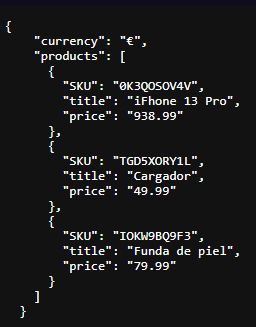 {
"currency": "€",
"products": [
{
"SKU": "0K3QOSOV4V",
"title": "iFhone 13 Pro",
"price": "938.99"
},
{
"SKU": "TGD5XORY1L",
"title": "Cargador",
"price": "49.99"
},
{
"SKU": "IOKW9BQ9F3",
"title": "Funda de piel",
"price": "79.99"
}
]
}